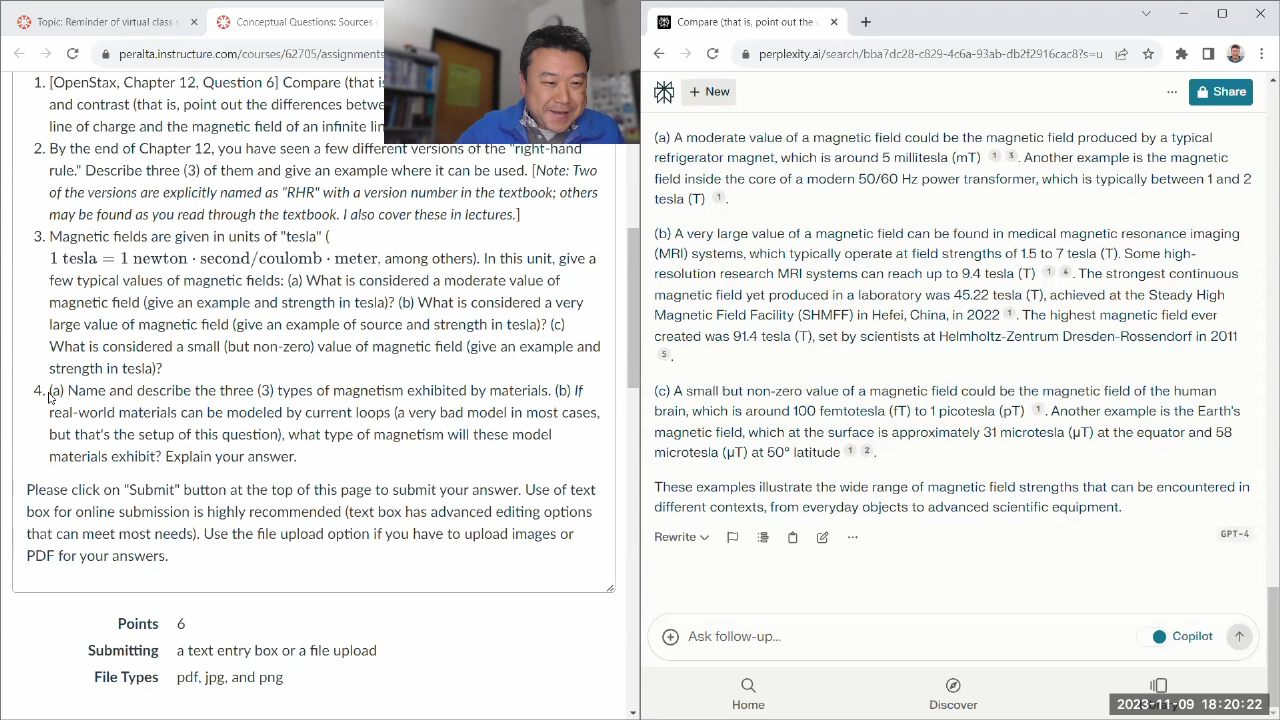 Topic: Reminder of virtual class s
Conceptual Questions: Sources
peralta.instructure.com/courses/62705/assignments
1. [OpenStax, Chapter 12, Question 6] Compare (that is
and contrast (that is, point out the differences betwe
line of charge and the magnetic field of an infinite lin
2. By the end of Chapter 12, you have seen a few different versions of the "right-hand
rule." Describe three (3) of them and give an example where it can be used. [Note: Two
of the versions are explicitly named as "RHR" with a version number in the textbook; others
may be found as you read through the textbook. I also cover these in lectures.]
3. Magnetic fields are given in units of "tesla" (
1 tesla = 1 newton · second/coulomb · meter, among others). In this unit, give a
few typical values of magnetic fields: (a) What is considered a moderate value of
magnetic field (give an example and strength in tesla)? (b) What is considered a very
large value of magnetic field (give an example of source and strength in tesla)? (c)
What is considered a small (but non-zero) value of magnetic field (give an example and
strength in tesla)?
4. (a) Name and describe the three (3) types of magnetism exhibited by materials. (b) If
real-world materials can be modeled by current loops (a very bad model in most cases,
but that's the setup of this question), what type of magnetism will these model
materials exhibit? Explain your answer.
Please click on "Submit" button at the top of this page to submit your answer. Use of text
box for online submission is highly recommended (text box has advanced editing options
that can meet most needs). Use the file upload option if you have to upload images or
PDF for your answers.
Points 6
Submitting a text entry box or a file upload
File Types pdf, jpg, and png
Compare (that is, point out the
perplexity.ai/search/bba7dc28-c829-4c6a-93ab-db2f2916cac8?s=u
New
Share
(a) A moderate value of a magnetic field could be the magnetic field produced by a typical
refrigerator magnet, which is around 5 millitesla (mT) 1 3 . Another example is the magnetic
field inside the core of a modern 50/60 Hz power transformer, which is typically between 1 and 2
tesla (T) 1 .
(b) A very large value of a magnetic field can be found in medical magnetic resonance imaging
(MRI) systems, which typically operate at field strengths of 1.5 to 7 tesla (T). Some high-
resolution research MRI systems can reach up to 9.4 tesla (T) 1 4 . The strongest continuous
magnetic field yet produced in a laboratory was 45.22 tesla (T), achieved at the Steady High
Magnetic Field Facility (SHMFF) in Hefei, China, in 2022 1 . The highest magnetic field ever
created was 91.4 tesla (T), set by scientists at Helmholtz-Zentrum Dresden-Rossendorf in 2011
5 .
(c) A small but non-zero value of a magnetic field could be the magnetic field of the human
brain, which is around 100 femtotesla (fT) to 1 picotesla (pT) 1 . Another example is the Earth's
magnetic field, which at the surface is approximately 31 microtesla (μT) at the equator and 58
microtesla (μT) at 50° latitude 1 2 .
These examples illustrate the wide range of magnetic field strengths that can be encountered in
different contexts, from everyday objects to advanced scientific equipment.
Rewrite
GPT-4
Ask follow-up...
Copilot
Home
Discover
2023-11-09 18:20:22